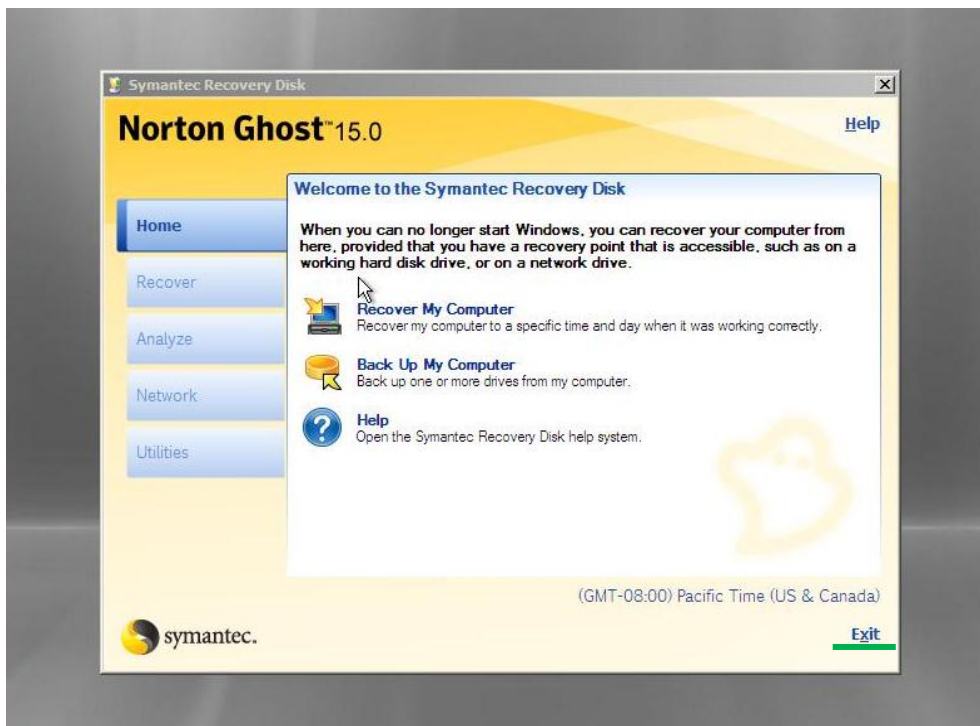 Symantec Recovery Disk
Norton Ghost™15.0
Help
Home
Recover
Analyze
Network
Utilities
Welcome to the Symantec Recovery Disk
When you can no longer start Windows, you can recover your computer from
here, provided that you have a recovery point that is accessible, such as on a
working hard disk drive, or on a network drive.
Recover My Computer
Recover my computer to a specific time and day when it was working correctly.
Back Up My Computer
Back up one or more drives from my computer.
Help
Open the Symantec Recovery Disk help system.
(GMT-08:00) Pacific Time (US & Canada)
symantec.
Exit